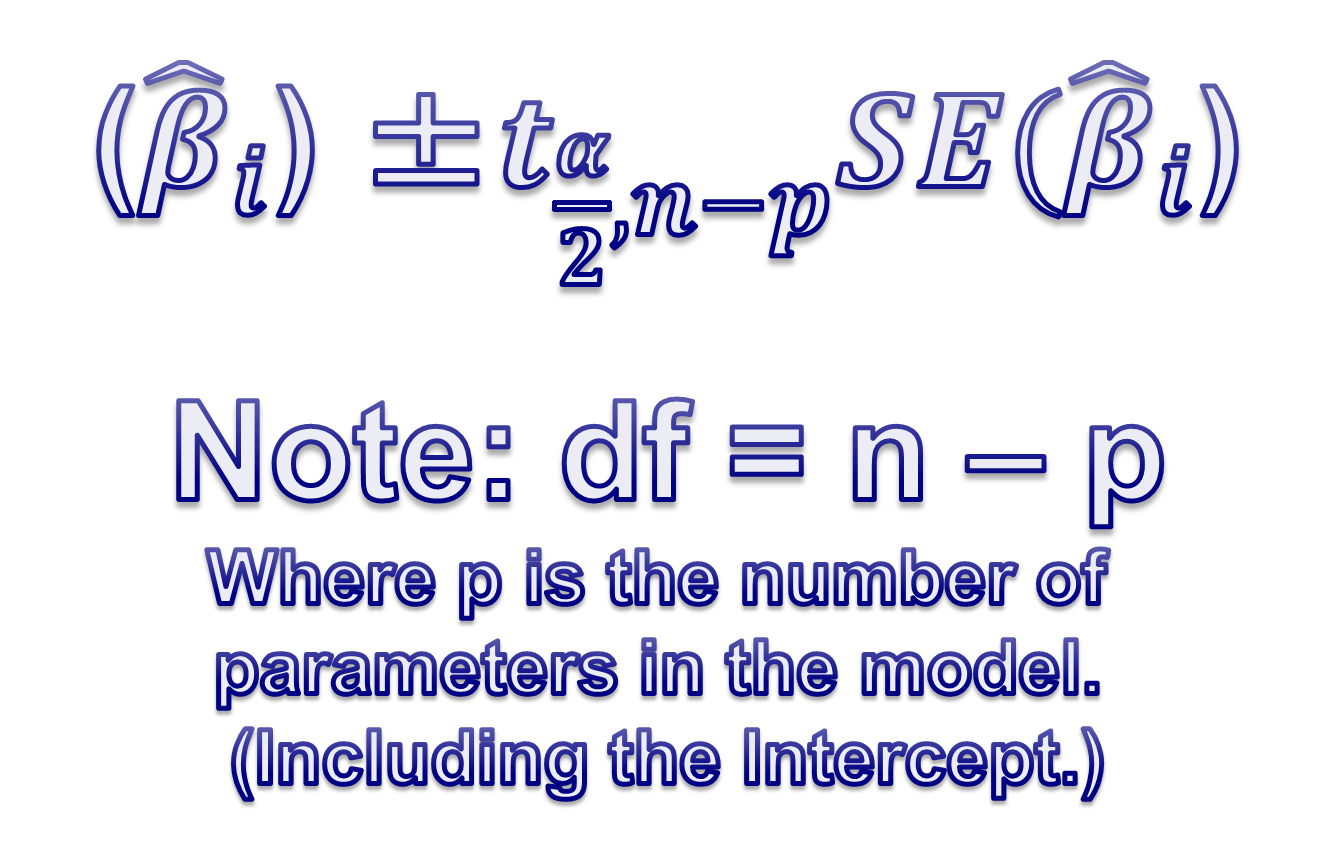 (β̂ᵢ) ± t_{α/2, n−p} SE(β̂ᵢ)
Note: df = n – p
Where p is the number of
parameters in the model.
(Including the Intercept.)